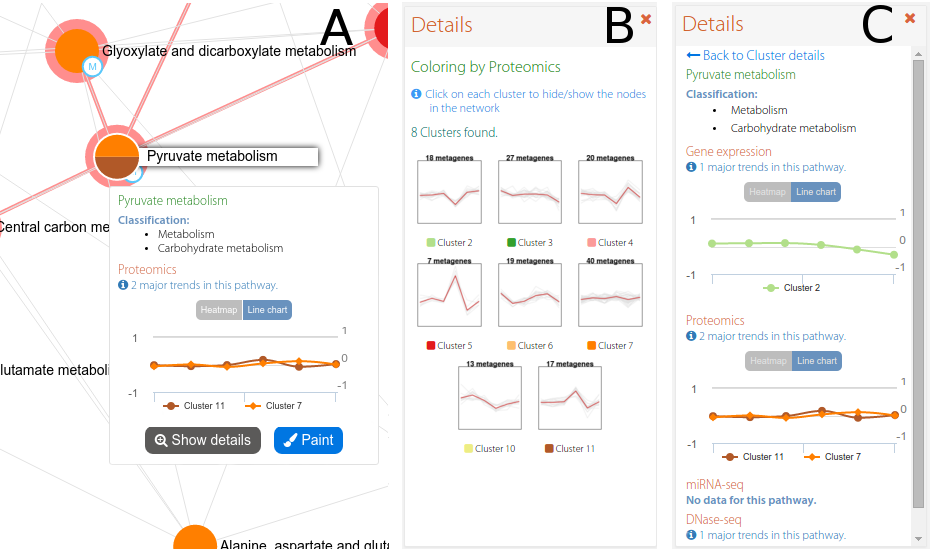 A
Glyoxylate and dicarboxylate metabolism
M
Pyruvate metabolism
Central carbon me
Pyruvate metabolism
Classification:
• Metabolism
• Carbohydrate metabolism
Proteomics
2 major trends in this pathway.
Heatmap Line chart
1 1
0
-1 -1
Cluster 11 Cluster 7
Show details Paint
lutamate metaboli
Alanine, aspartate and gluta
B
Details
Coloring by Proteomics
Click on each cluster to hide/show the nodes
in the network
8 Clusters found.
18 metagenes 27 metagenes 20 metagenes
Cluster 2 Cluster 3 Cluster 4
7 metagenes 19 metagenes 40 metagenes
Cluster 5 Cluster 6 Cluster 7
13 metagenes 17 metagenes
Cluster 10 Cluster 11
C
Details
Back to Cluster details
Pyruvate metabolism
Classification:
• Metabolism
• Carbohydrate metabolism
Gene expression
1 major trends in this pathway.
Heatmap Line chart
1 1
0
-1 -1
Cluster 2
Proteomics
2 major trends in this pathway.
Heatmap Line chart
1 1
0
-1 -1
Cluster 11 Cluster 7
miRNA-seq
No data for this pathway.
DNase-seq
1 major trends in this pathway.